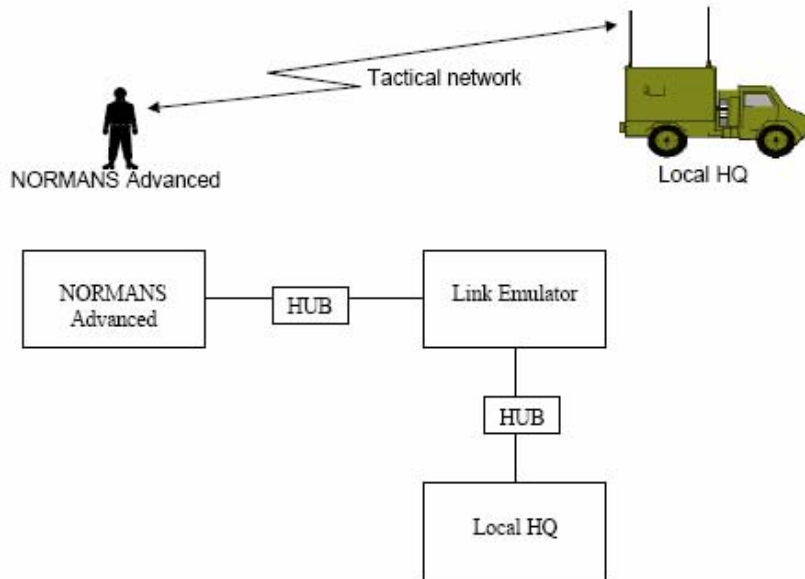 Tactical network
NORMANS Advanced
Local HQ
NORMANS
Advanced
HUB
Link Emulator
HUB
Local HQ